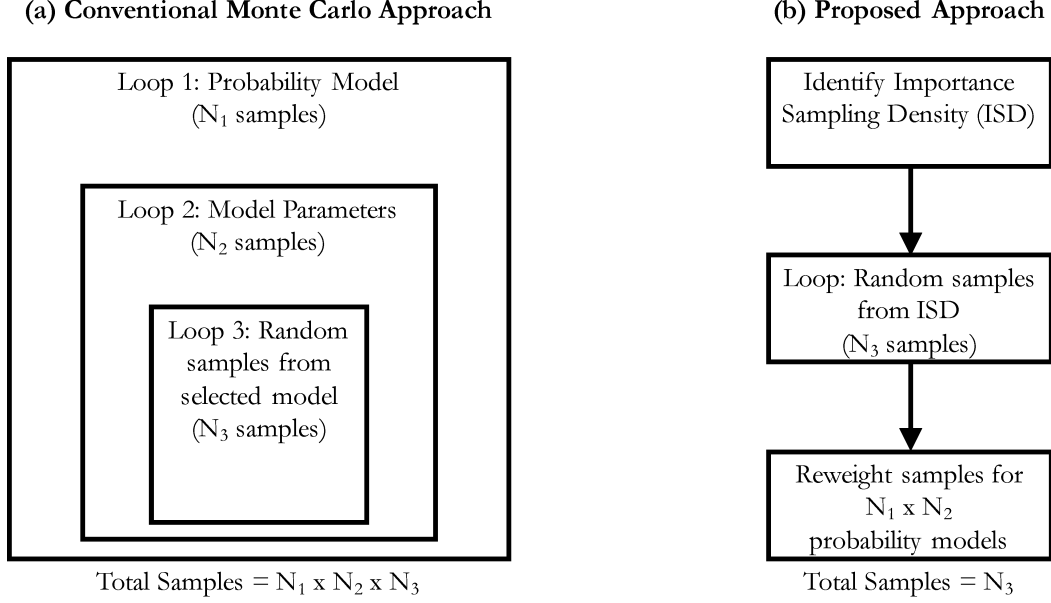 (a) Conventional Monte Carlo Approach
Loop 1: Probability Model
(N₁ samples)
Loop 2: Model Parameters
(N₂ samples)
Loop 3: Random
samples from
selected model
(N₃ samples)
Total Samples = N₁ x N₂ x N₃
(b) Proposed Approach
Identify Importance
Sampling Density (ISD)
Loop: Random samples
from ISD
(N₃ samples)
Reweight samples for
N₁ x N₂
probability models
Total Samples = N₃